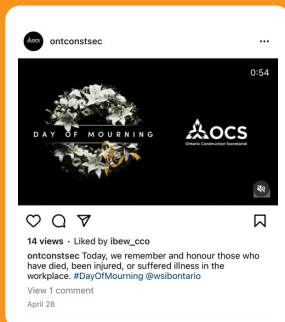 OCS
ontconstsec
0:54
DAY OF MOURNING
OCS
Ontario Construction Secretariat
14 views · Liked by ibew_cco
ontconstsec Today, we remember and honour those who
have died, been injured, or suffered illness in the
workplace. #DayOfMourning @wsibontario
View 1 comment
April 28